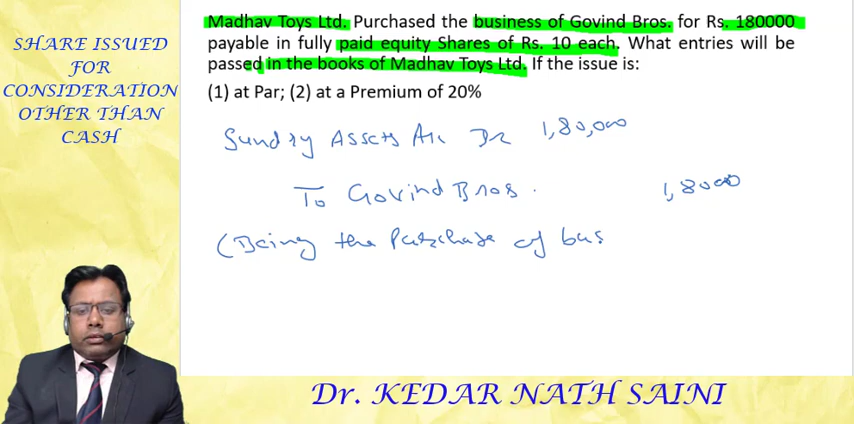 SHARE ISSUED
FOR
CONSIDERATION
OTHER THAN
CASH
Madhav Toys Ltd. Purchased the business of Govind Bros. for Rs. 180000
payable in fully paid equity Shares of Rs. 10 each. What entries will be
passed in the books of Madhav Toys Ltd. If the issue is:
(1) at Par; (2) at a Premium of 20%
Sundry Assets A/c Dr 1,80,000
To Govind Bros. 1,80000
(Being the Purchase of bus
Dr. KEDAR NATH SAINI